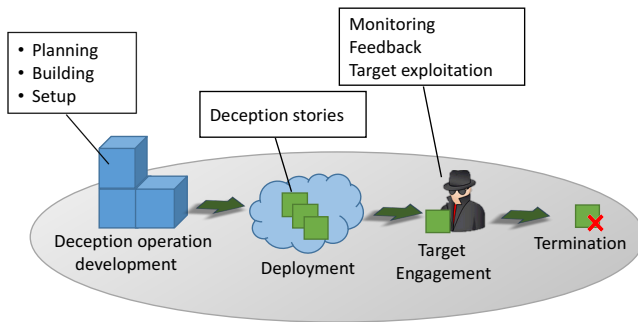 • Planning
• Building
• Setup
Deception stories
Monitoring
Feedback
Target exploitation
Deception operation
development
Deployment
Target
Engagement
Termination